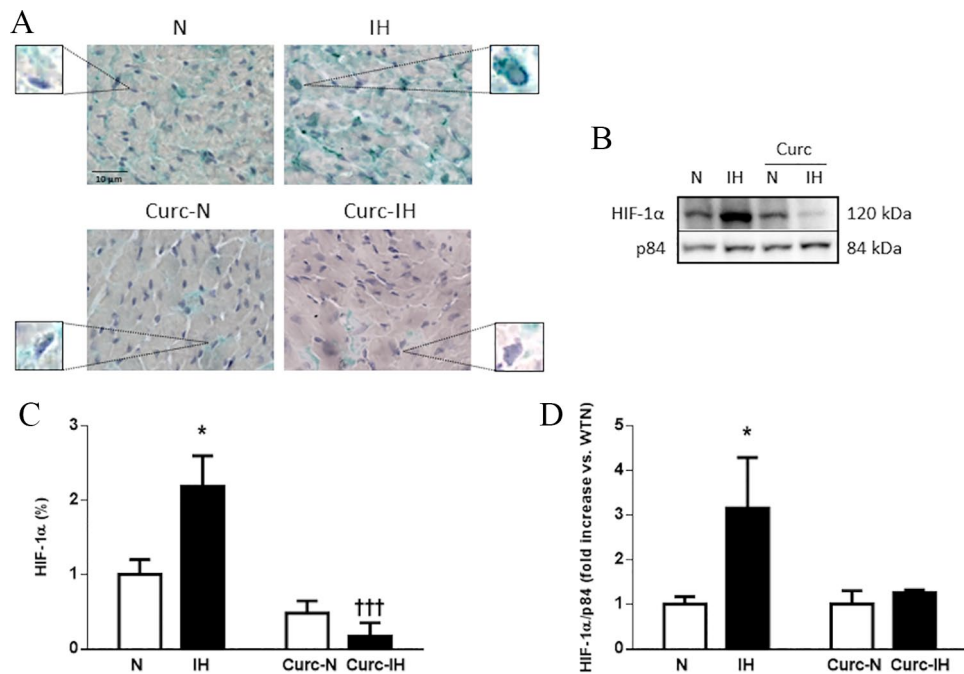 A
N
IH
10 µm
Curc-N
Curc-IH
B
Curc
N IH N IH
HIF-1α 120 kDa
p84 84 kDa
C
HIF-1α (%)
3
2
1
0
*
†††
N IH Curc-N Curc-IH
D
HIF-1α/p84 (fold increase vs. WTN)
5
4
3
2
1
0
*
N IH Curc-N Curc-IH